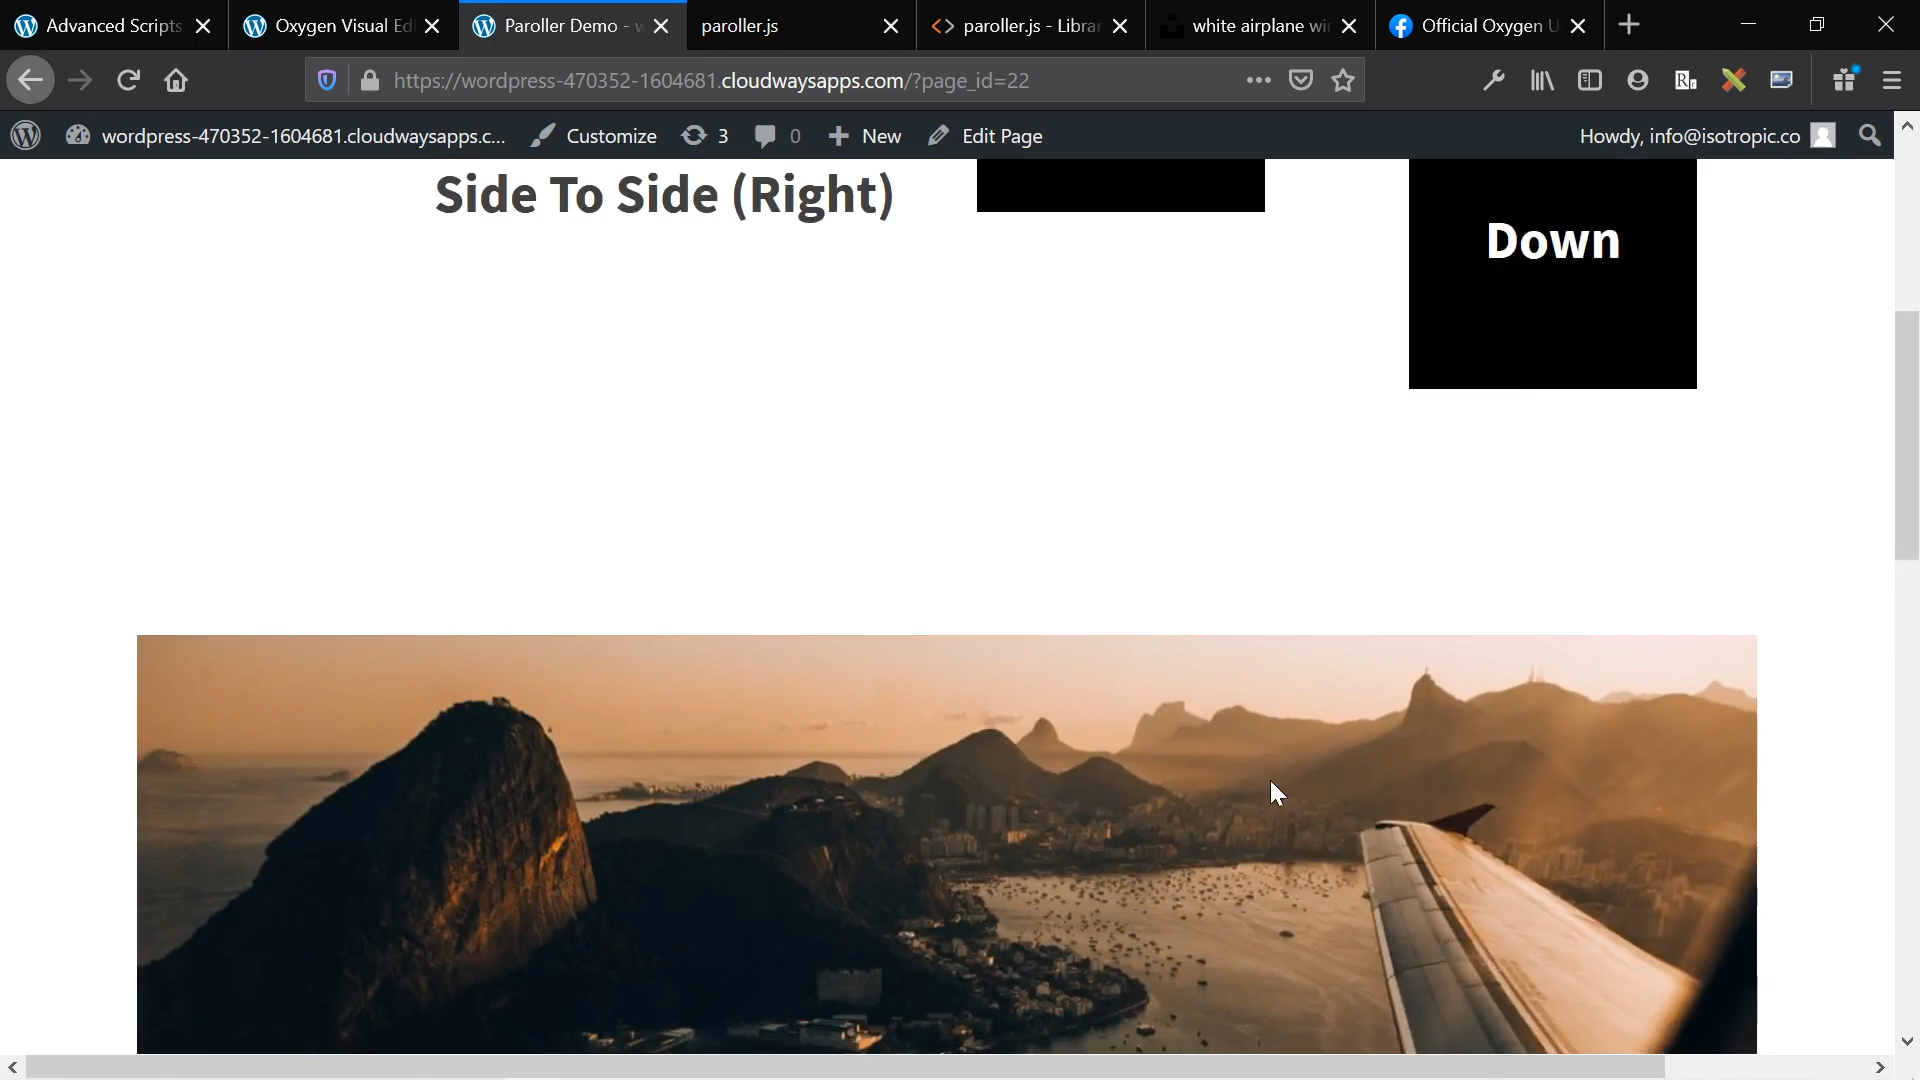 Advanced Scripts
Oxygen Visual Ed
Paroller Demo - w
paroller.js
paroller.js - Librar
white airplane wi
Official Oxygen U
https://wordpress-470352-1604681.cloudwaysapps.com/?page_id=22
wordpress-470352-1604681.cloudwaysapps.c...
Customize
3
0
New
Edit Page
Howdy, info@isotropic.co
Side To Side (Right)
Down